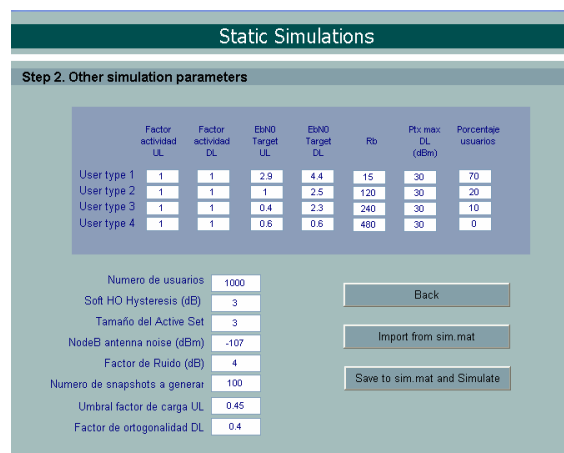 Static Simulations
Step 2. Other simulation parameters
Factor actividad UL Factor actividad DL EbN0 Target UL EbN0 Target DL Rb Ptx max DL (dBm) Porcentaje usuarios
User type 1 1 1 2.9 4.4 15 30 70
User type 2 1 1 1 2.5 120 30 20
User type 3 1 1 0.4 2.3 240 30 10
User type 4 1 1 0.6 0.6 480 30 0
Numero de usuarios 1000
Soft HO Hysteresis (dB) 3
Tamaño del Active Set 3
NodeB antenna noise (dBm) -107
Factor de Ruido (dB) 4
Numero de snapshots a generar 100
Umbral factor de carga UL 0.45
Factor de ortogonalidad DL 0.4
Back
Import from sim.mat
Save to sim.mat and Simulate